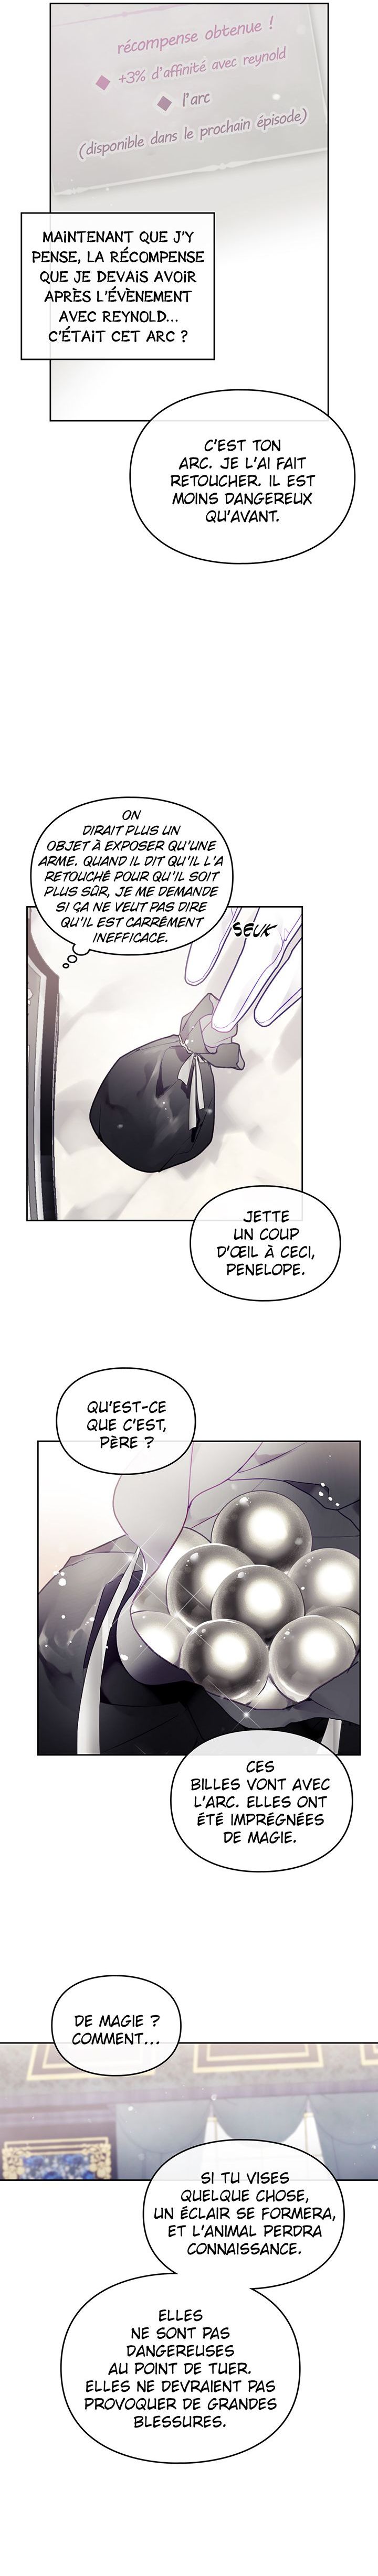 récompense obtenue !
+3% d'affinité avec reynold
l'arc
(disponible dans le prochain épisode)
MAINTENANT QUE J'Y
PENSE, LA RÉCOMPENSE
QUE JE DEVAIS AVOIR
APRÈS L'ÉVÈNEMENT
AVEC REYNOLD...
C'ÉTAIT CET ARC ?
C'EST TON
ARC. JE L'AI FAIT
RETOUCHER. IL EST
MOINS DANGEREUX
QU'AVANT.
ON
DIRAIT PLUS UN
OBJET À EXPOSER QU'UNE
ARME. QUAND IL DIT QU'IL L'A
RETOUCHÉ POUR QU'IL SOIT
PLUS SÛR, JE ME DEMANDE
SI ÇA NE VEUT PAS DIRE
QU'IL EST CARRÉMENT
INEFFICACE.
SEUK
JETTE
UN COUP
D'ŒIL À CECI,
PENELOPE.
QU'EST-CE
QUE C'EST,
PÈRE ?
CES
BILLES VONT AVEC
L'ARC. ELLES ONT
ÉTÉ IMPRÉGNÉES
DE MAGIE.
DE MAGIE ?
COMMENT...
SI TU VISES
QUELQUE CHOSE,
UN ÉCLAIR SE FORMERA,
ET L'ANIMAL PERDRA
CONNAISSANCE.
ELLES
NE SONT PAS
DANGEREUSES
AU POINT DE TUER.
ELLES NE DEVRAIENT PAS
PROVOQUER DE GRANDES
BLESSURES.